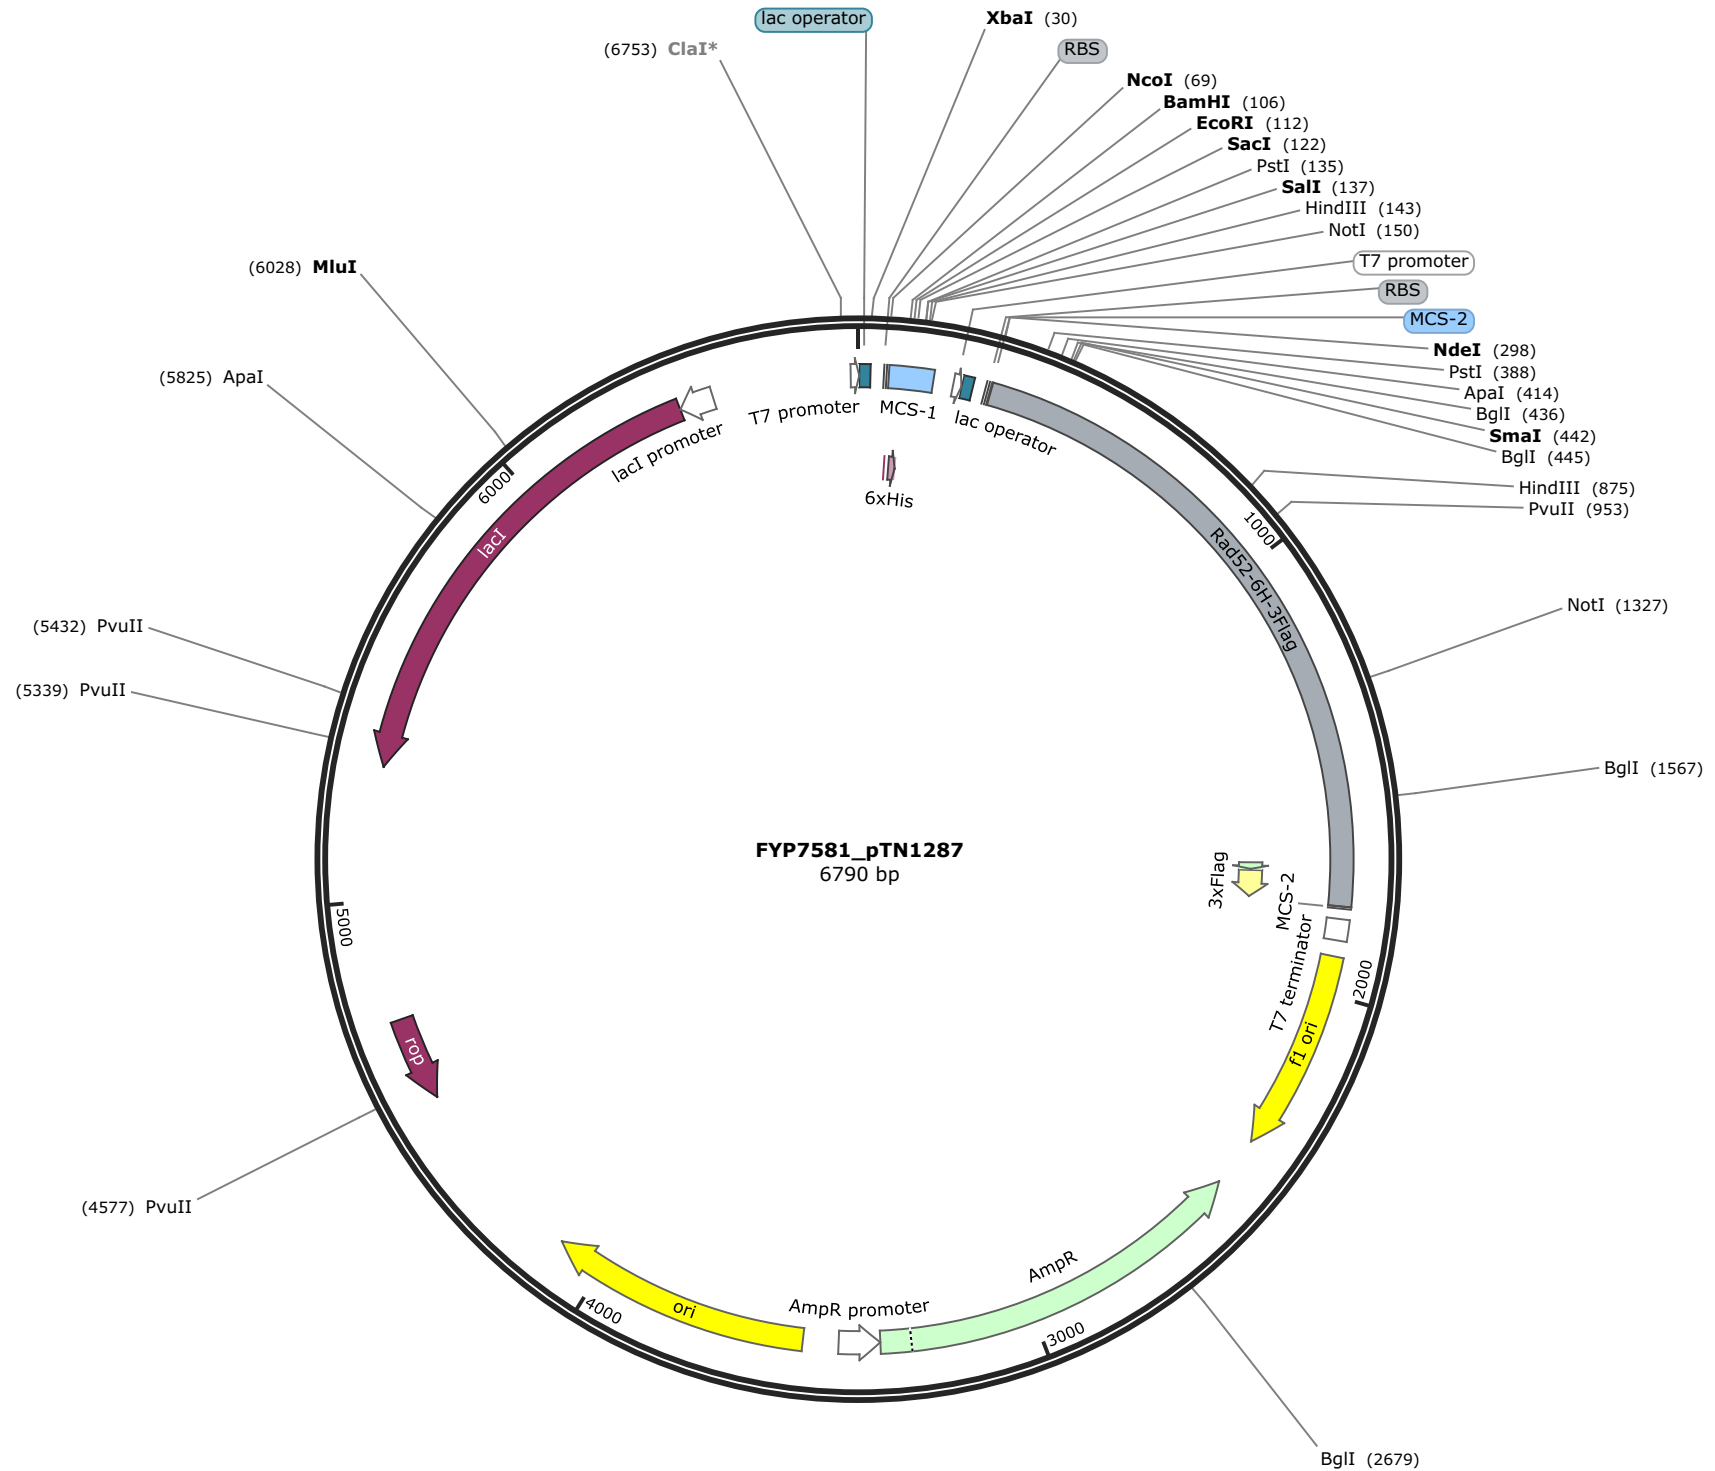 lac operator
XbaI (30)
(6753) ClaI*
RBS
NcoI (69)
BamHI (106)
EcoRI (112)
SacI (122)
PstI (135)
SalI (137)
HindIII (143)
NotI (150)
T7 promoter
RBS
MCS-2
NdeI (298)
PstI (388)
ApaI (414)
BglI (436)
SmaI (442)
BglI (445)
HindIII (875)
PvuII (953)
NotI (1327)
BglI (1567)
BglI (2679)
(6028) MluI
(5825) ApaI
(5432) PvuII
(5339) PvuII
(4577) PvuII
T7 promoter
MCS-1
lac operator
6xHis
lacI promoter
lacI
Rad52-6H-3Flag
3xFlag
MCS-2
T7 terminator
f1 ori
AmpR
AmpR promoter
ori
rop
1000
2000
3000
4000
5000
6000
FYP7581_pTN1287
6790 bp